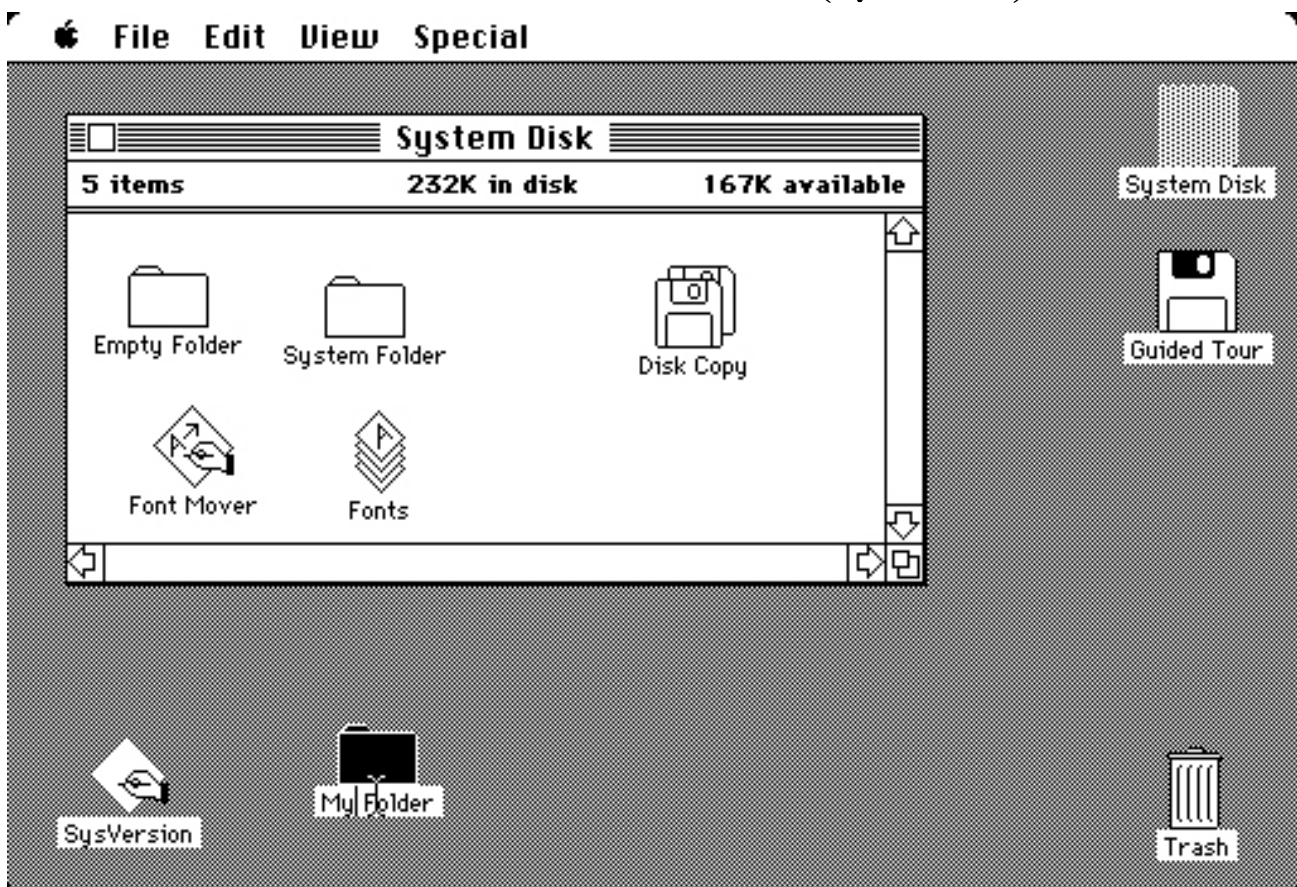 File Edit View Special
System Disk
5 items 232K in disk 167K available
Empty Folder
System Folder
Disk Copy
Font Mover
Fonts
System Disk
Guided Tour
SysVersion
My Folder
Trash